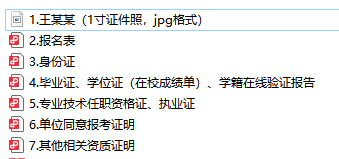 1.王某某（1寸证件照，jpg格式）
2.报名表
3.身份证
4.毕业证、学位证（在校成绩单）、学籍在线验证报告
5.专业技术任职资格证、执业证
6.单位同意报考证明
7.其他相关资质证明